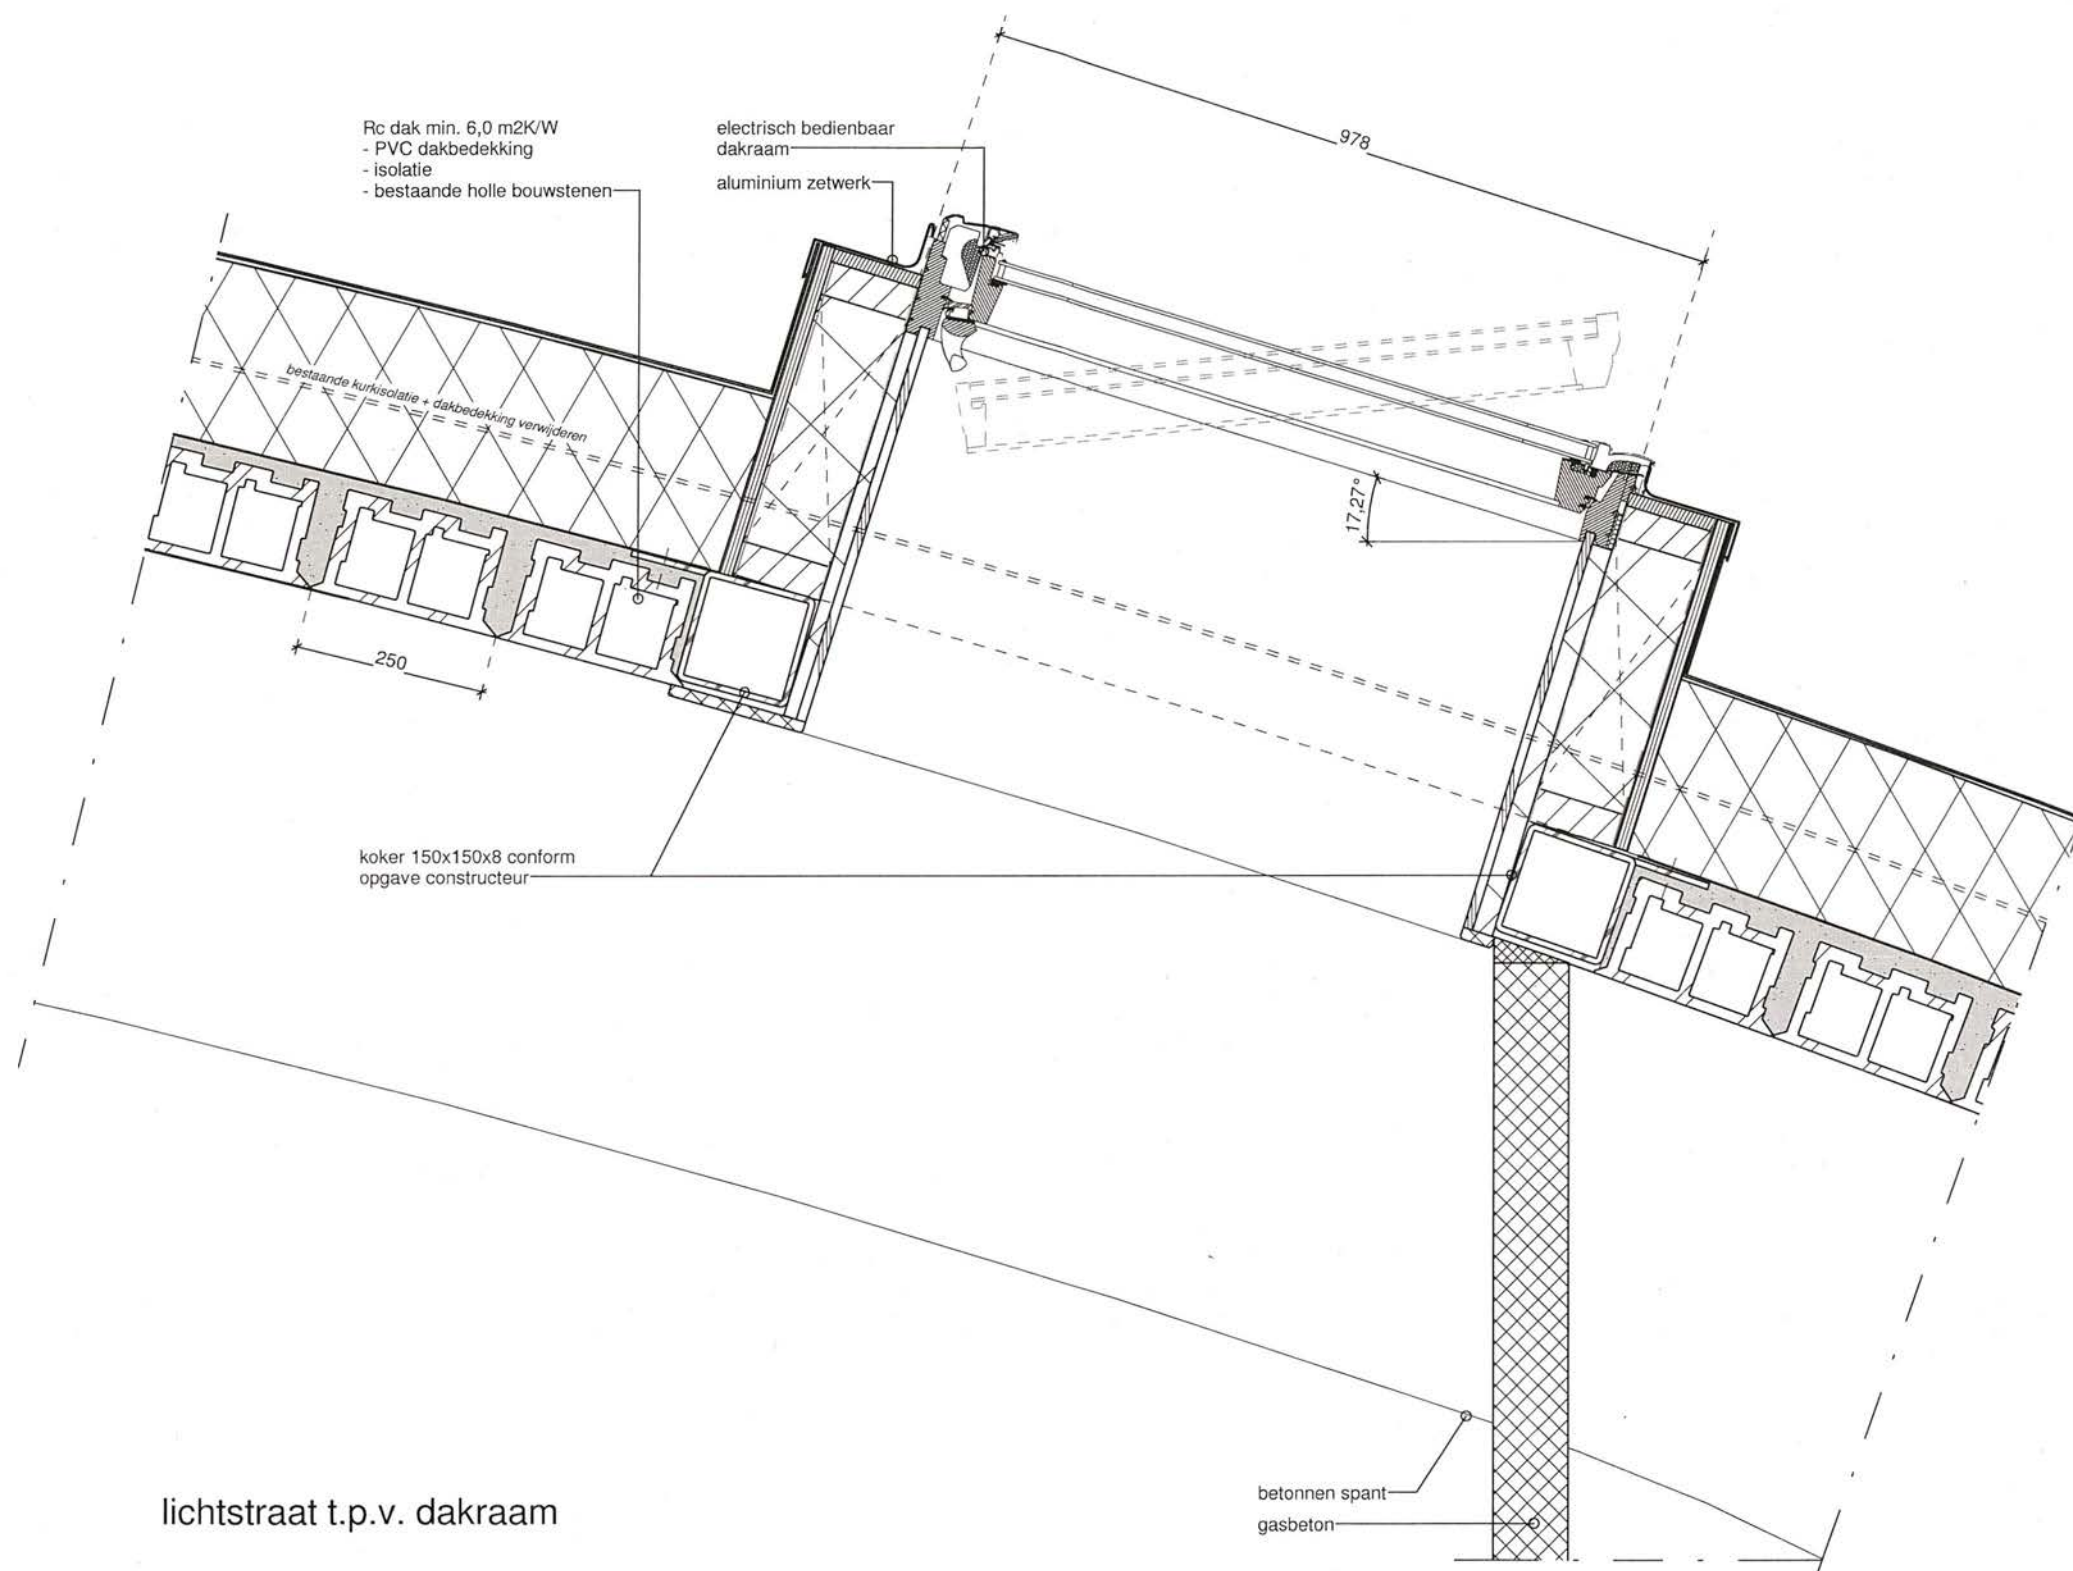 978
Rc dak min. 6,0 m2K/W
- PVC dakbedekking
- isolatie
- bestaande holle bouwstenen
electrisch bedienbaar
dakraam
aluminium zetwerk
bestaande kurkisolatie + dakbedekking verwijderen
17,27°
250
koker 150x150x8 conform
opgave constructeur
betonnen spant
gasbeton
lichtstraat t.p.v. dakraam